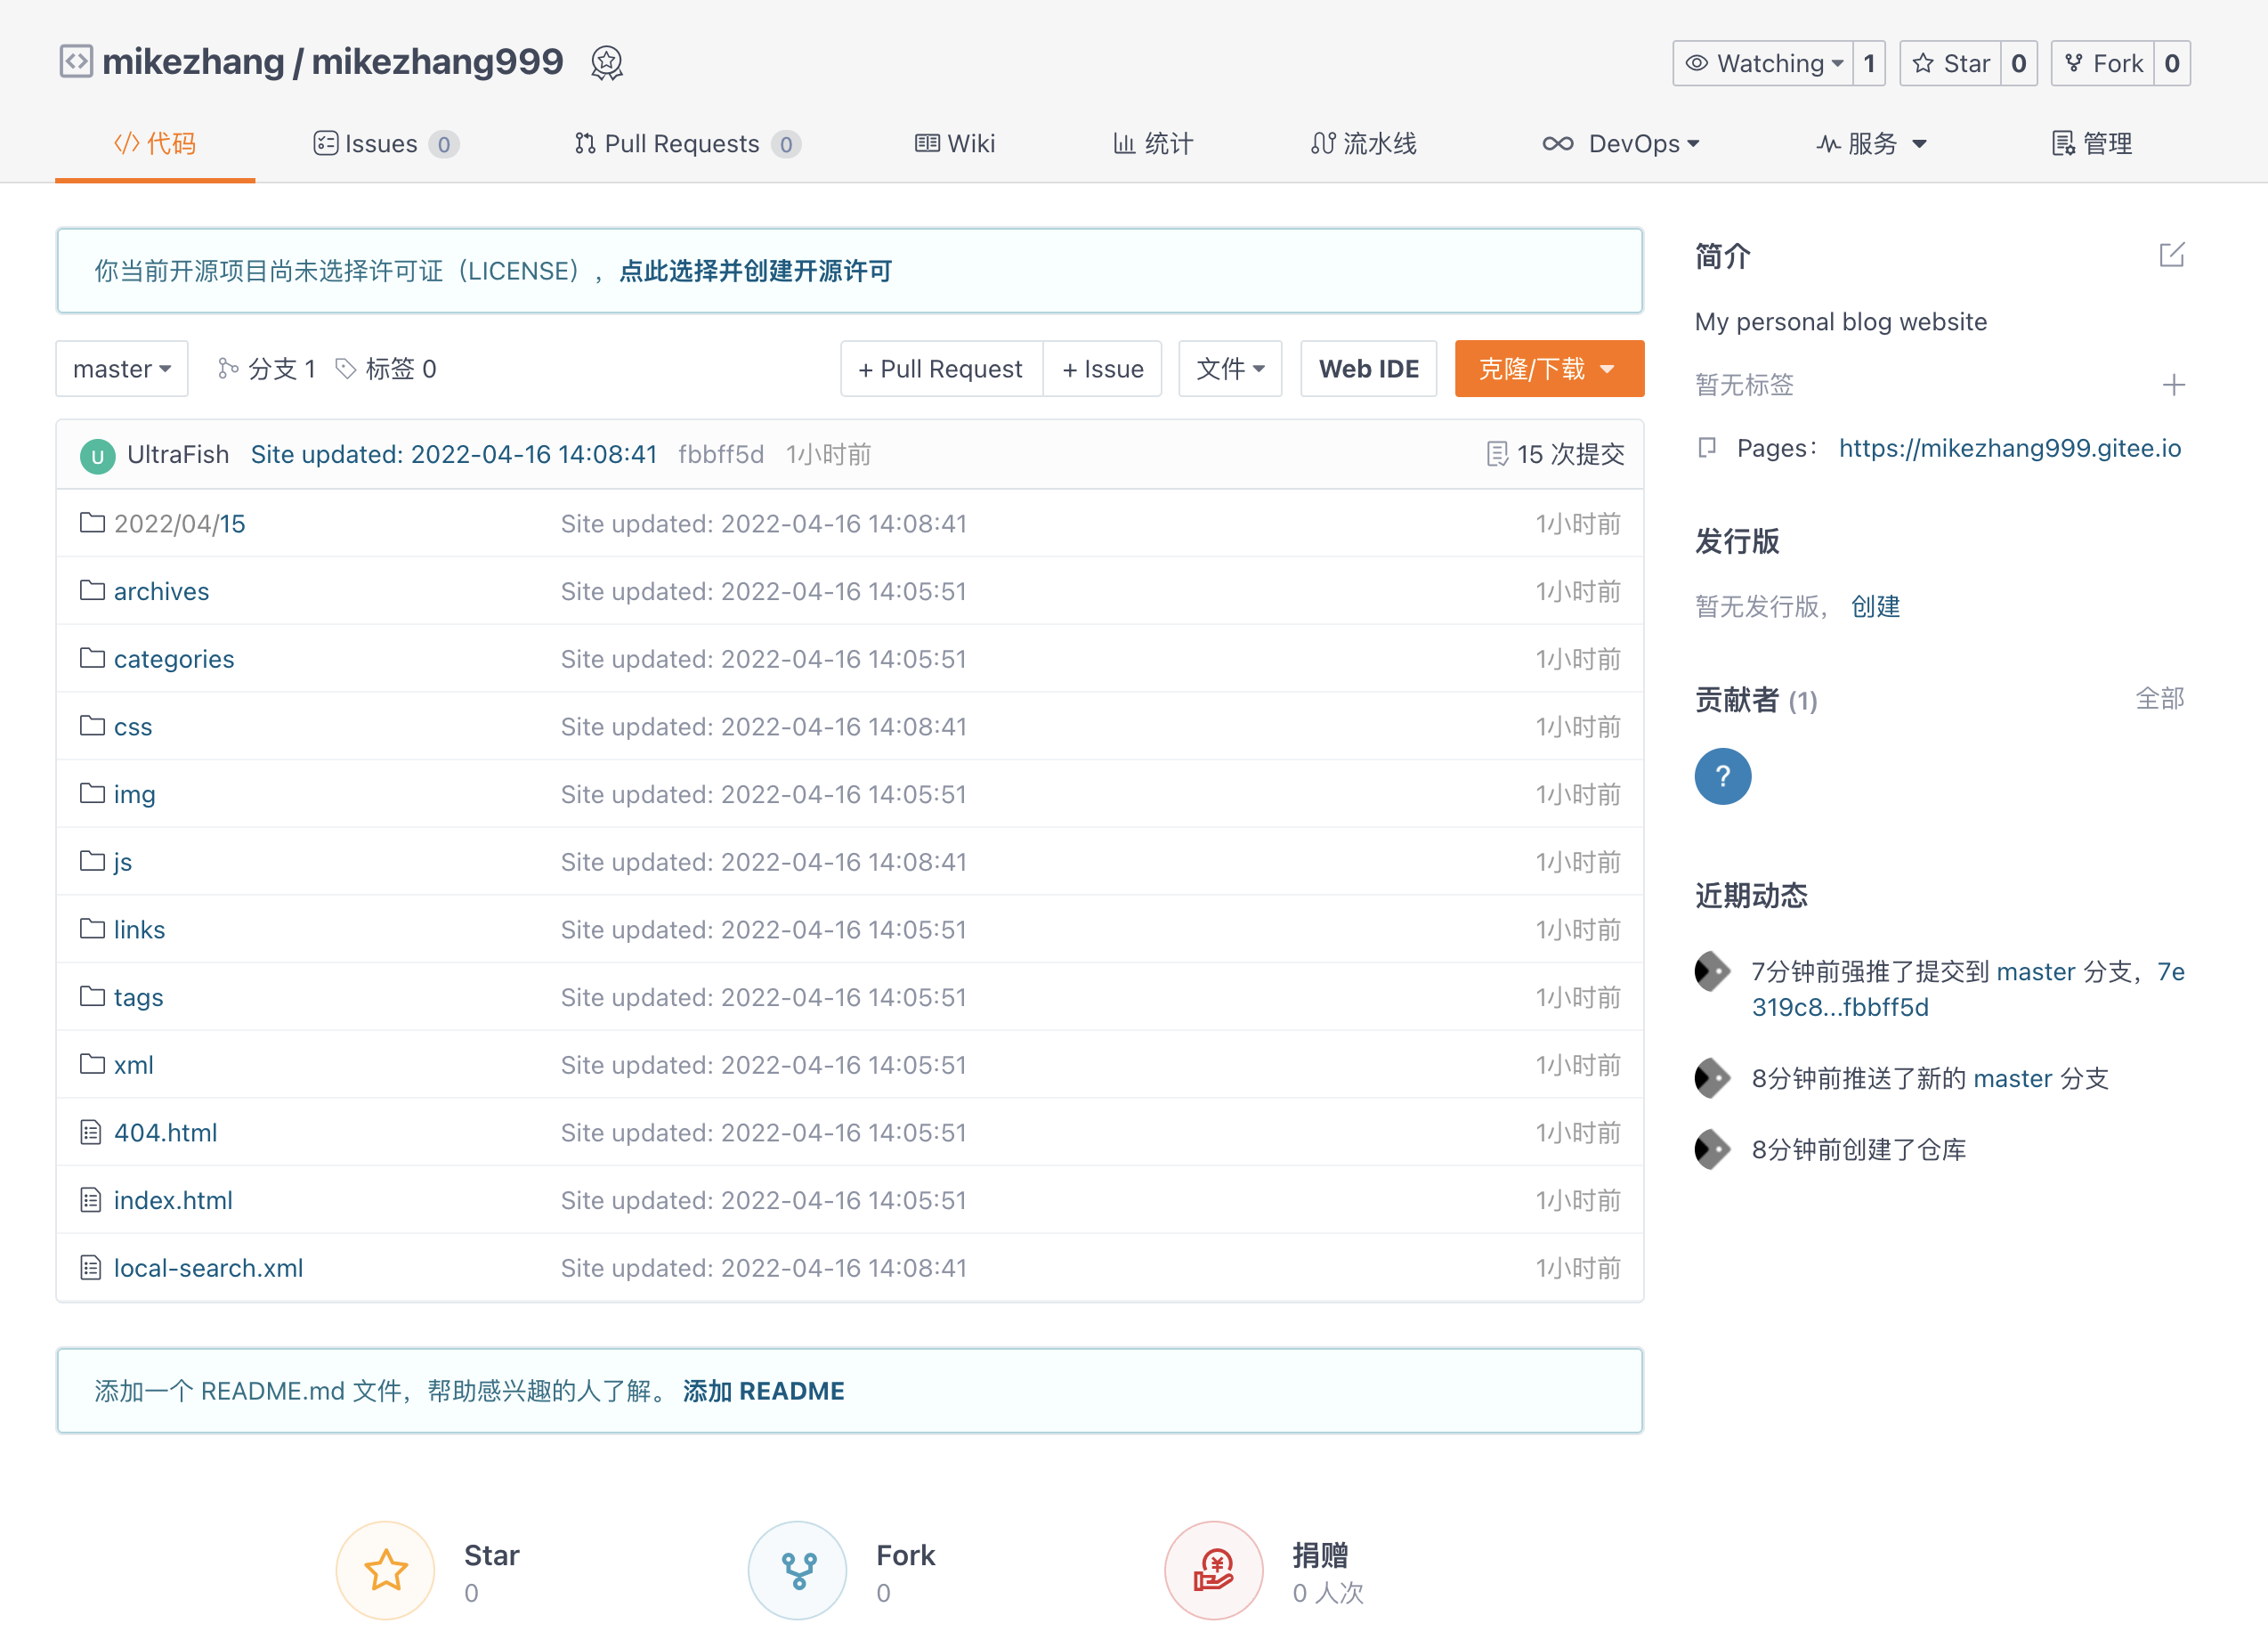 mikezhang / mikezhang999
Watching 1 Star 0 Fork 0
代码 Issues 0 Pull Requests 0 Wiki 统计 流水线 DevOps 服务 管理
你当前开源项目尚未选择许可证（LICENSE），点此选择并创建开源许可
master 分支 1 标签 0 + Pull Request + Issue 文件 Web IDE 克隆/下载
U UltraFish Site updated: 2022-04-16 14:08:41 fbbff5d 1小时前 15 次提交
2022/04/15 Site updated: 2022-04-16 14:08:41 1小时前
archives Site updated: 2022-04-16 14:05:51 1小时前
categories Site updated: 2022-04-16 14:05:51 1小时前
css Site updated: 2022-04-16 14:08:41 1小时前
img Site updated: 2022-04-16 14:05:51 1小时前
js Site updated: 2022-04-16 14:08:41 1小时前
links Site updated: 2022-04-16 14:05:51 1小时前
tags Site updated: 2022-04-16 14:05:51 1小时前
xml Site updated: 2022-04-16 14:05:51 1小时前
404.html Site updated: 2022-04-16 14:05:51 1小时前
index.html Site updated: 2022-04-16 14:05:51 1小时前
local-search.xml Site updated: 2022-04-16 14:08:41 1小时前
添加一个 README.md 文件，帮助感兴趣的人了解。 添加 README
Star
0
Fork
0
捐赠
0 人次
简介
My personal blog website
暂无标签 +
Pages： https://mikezhang999.gitee.io
发行版
暂无发行版， 创建
贡献者 (1) 全部
?
近期动态
7分钟前强推了提交到 master 分支，7e
319c8...fbbff5d
8分钟前推送了新的 master 分支
8分钟前创建了仓库